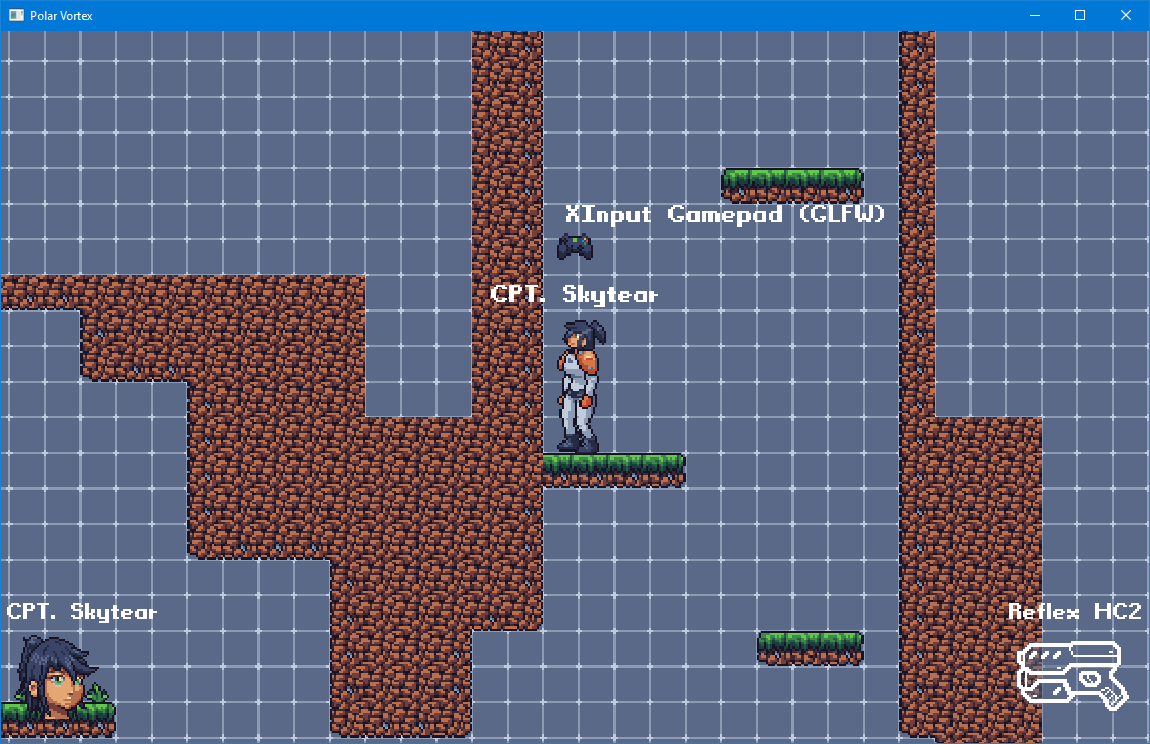 Polar Vortex
XInput Gamepad (GLFW)
CPT. Skytear
CPT. Skytear
Reflex HC2